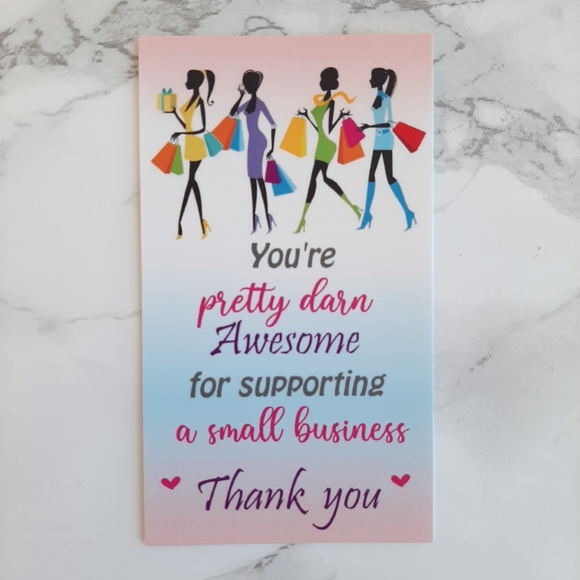 You're
pretty darn
Awesome
for supporting
a small business
Thank you